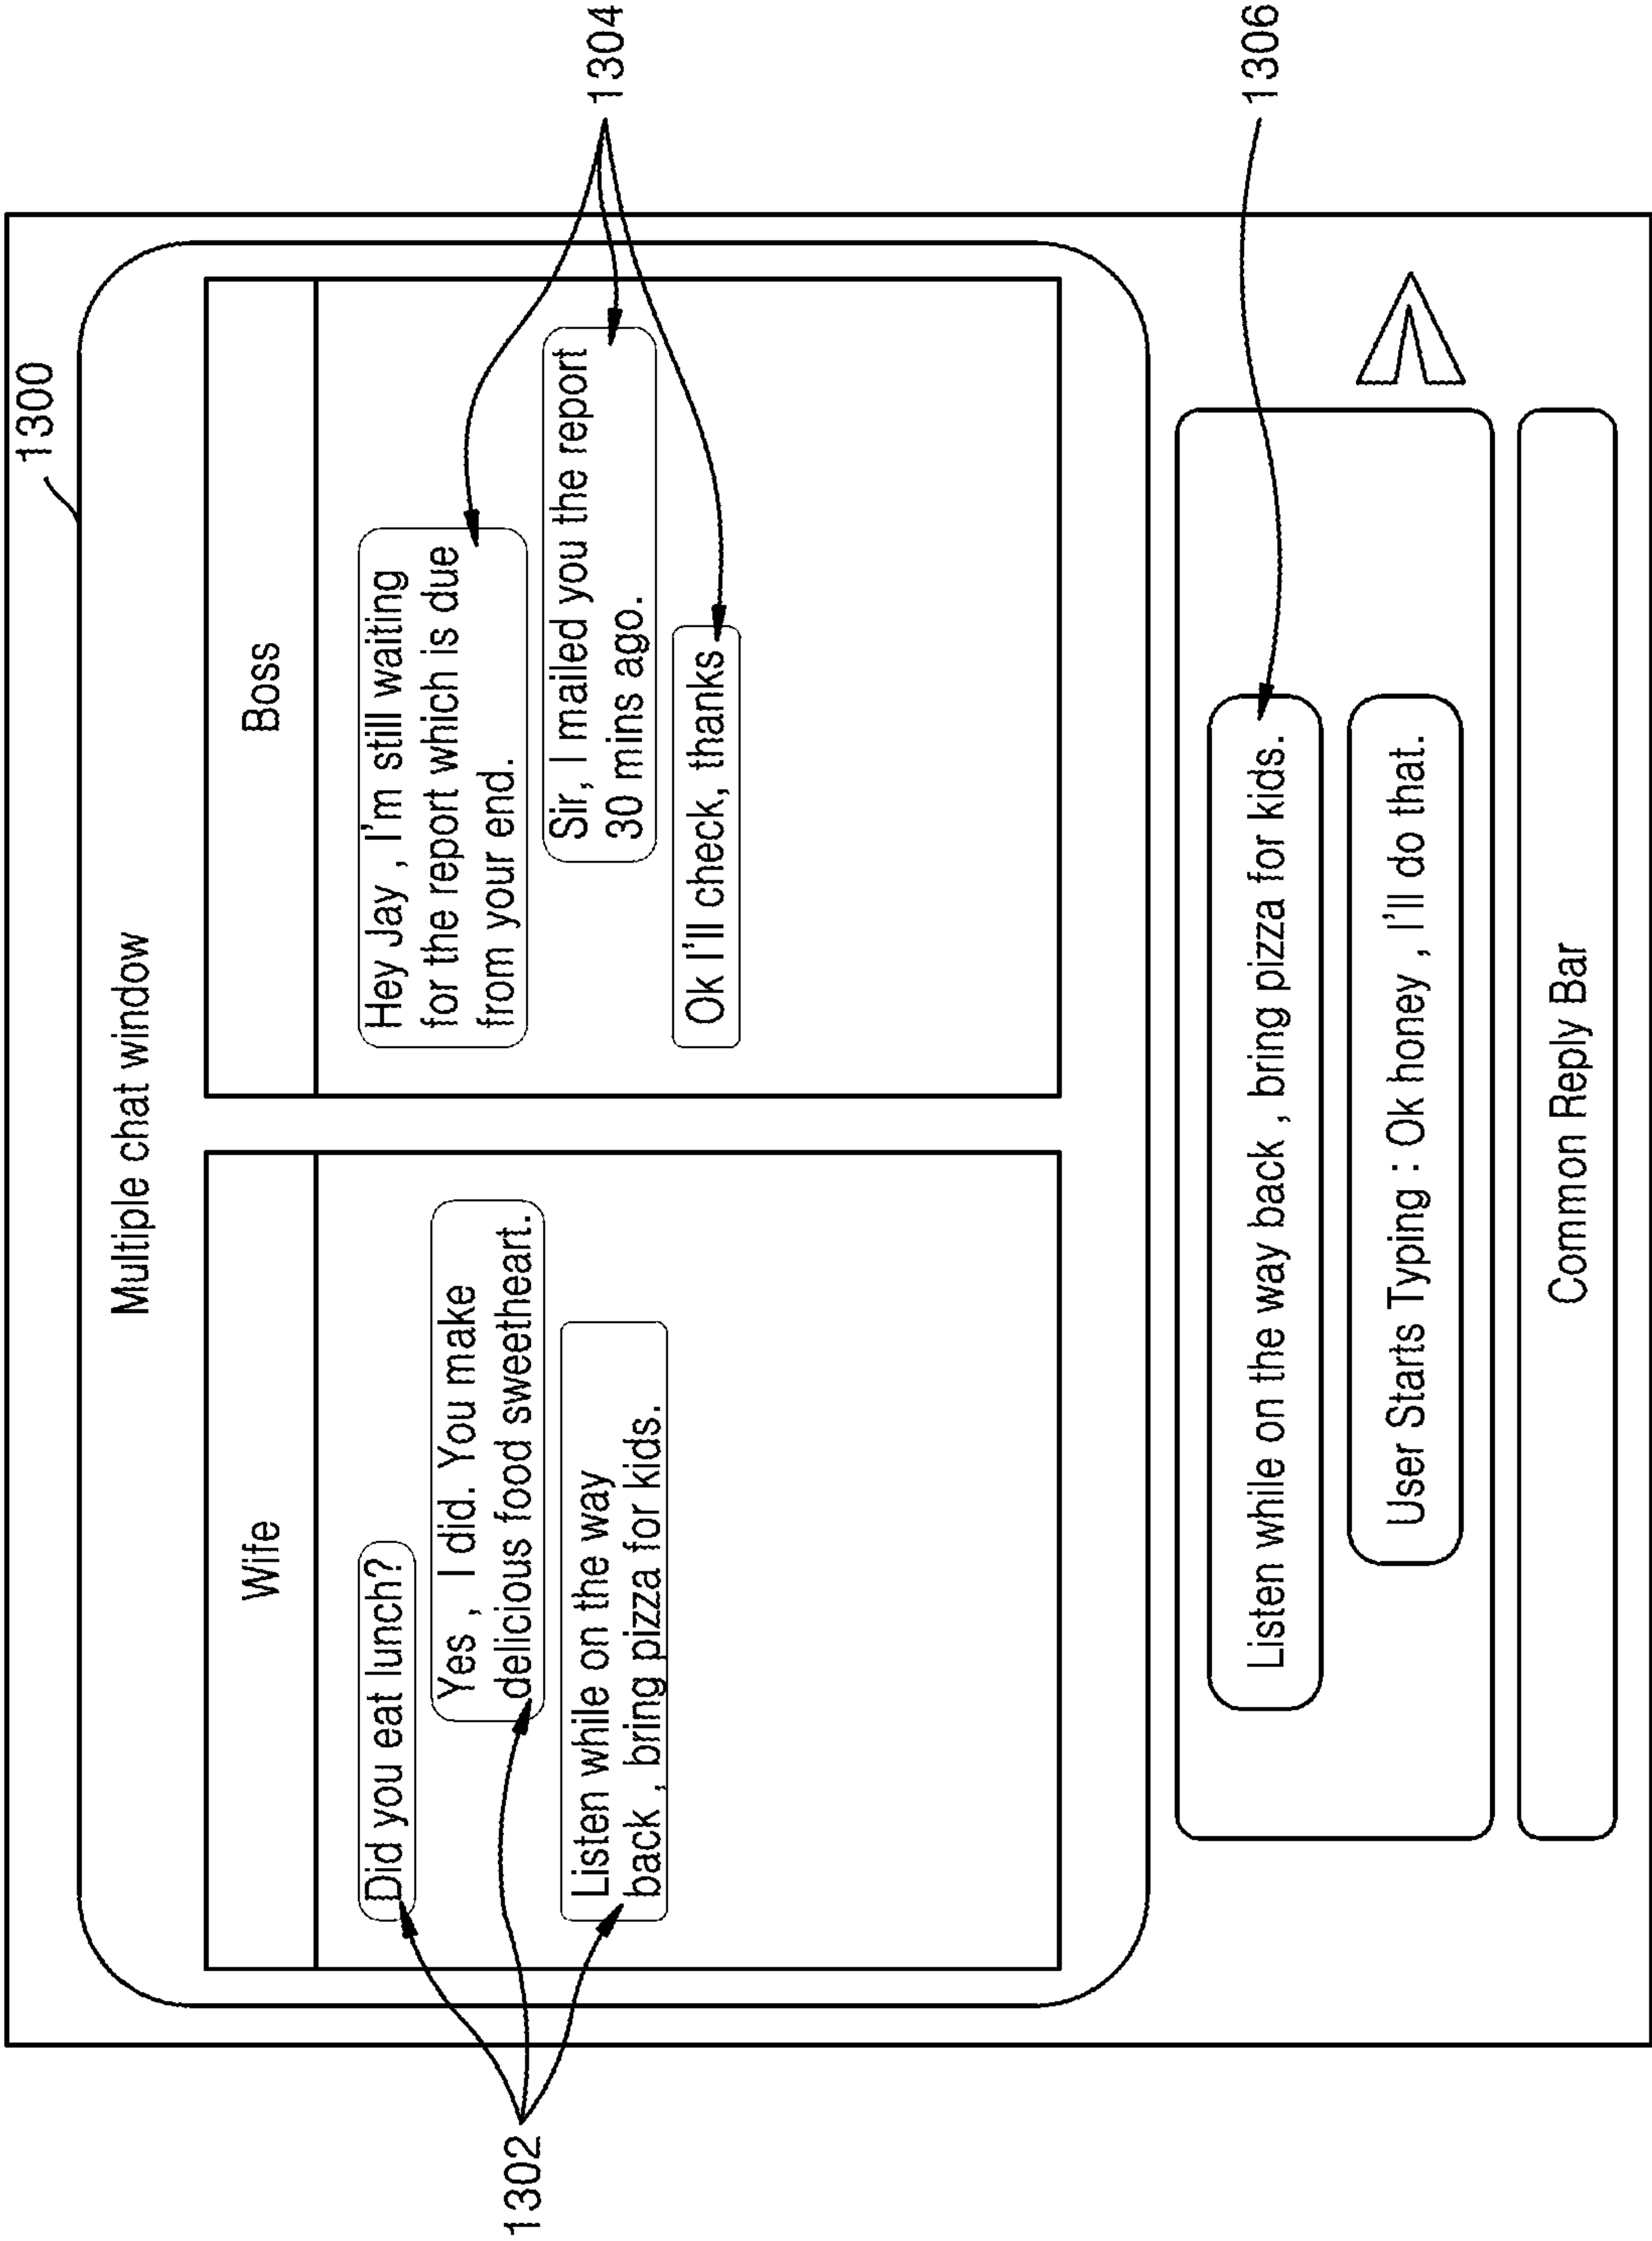 1300
Multiple chat window
Wife
Did you eat lunch?
Yes , I did. You make
delicious food sweetheart.
Listen while on the way
back , bring pizza for kids.
1302
Boss
Hey Jay , I'm still waiting
for the report which is due
from your end.
Sir, I mailed you the report
30 mins ago.
Ok I'll check, thanks
1304
Listen while on the way back , bring pizza for kids.
1306
User Starts Typing : Ok honey , I'll do that.
Common Reply Bar